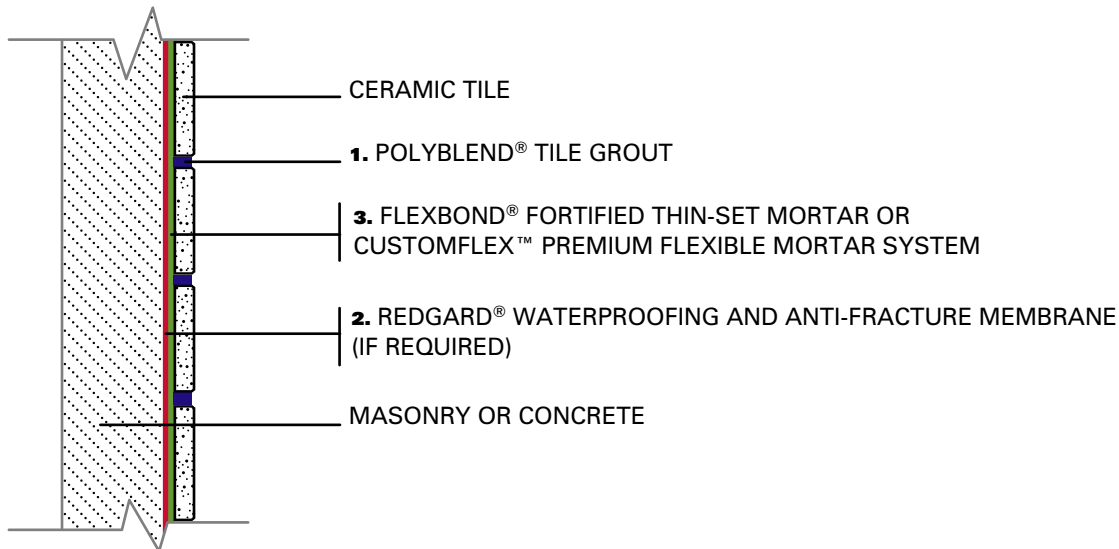 CERAMIC TILE
1. POLYBLEND® TILE GROUT
3. FLEXBOND® FORTIFIED THIN-SET MORTAR OR
CUSTOMFLEX™ PREMIUM FLEXIBLE MORTAR SYSTEM
2. REDGARD® WATERPROOFING AND ANTI-FRACTURE MEMBRANE
(IF REQUIRED)
MASONRY OR CONCRETE